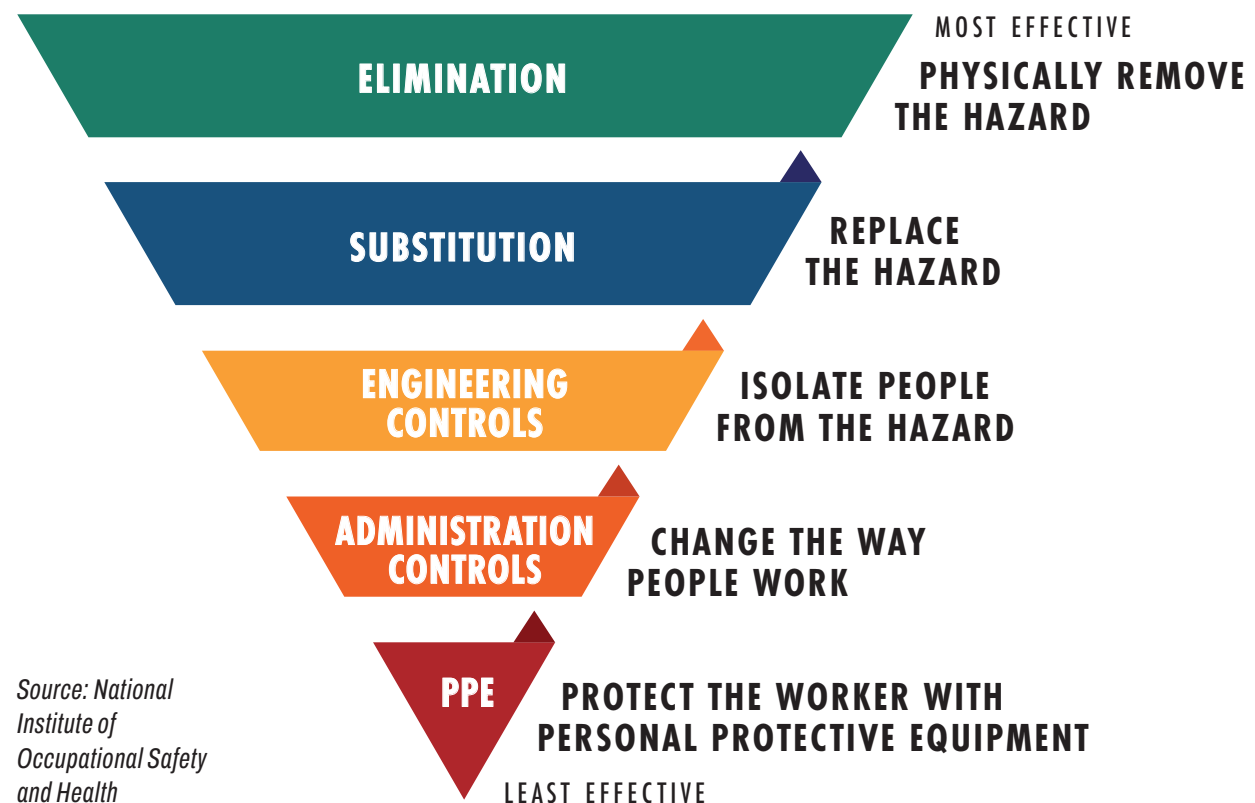 MOST EFFECTIVE
ELIMINATION
PHYSICALLY REMOVE
THE HAZARD
SUBSTITUTION
REPLACE
THE HAZARD
ENGINEERING
CONTROLS
ISOLATE PEOPLE
FROM THE HAZARD
ADMINISTRATION
CONTROLS
CHANGE THE WAY
PEOPLE WORK
PPE
PROTECT THE WORKER WITH
PERSONAL PROTECTIVE EQUIPMENT
LEAST EFFECTIVE
Source: National
Institute of
Occupational Safety
and Health